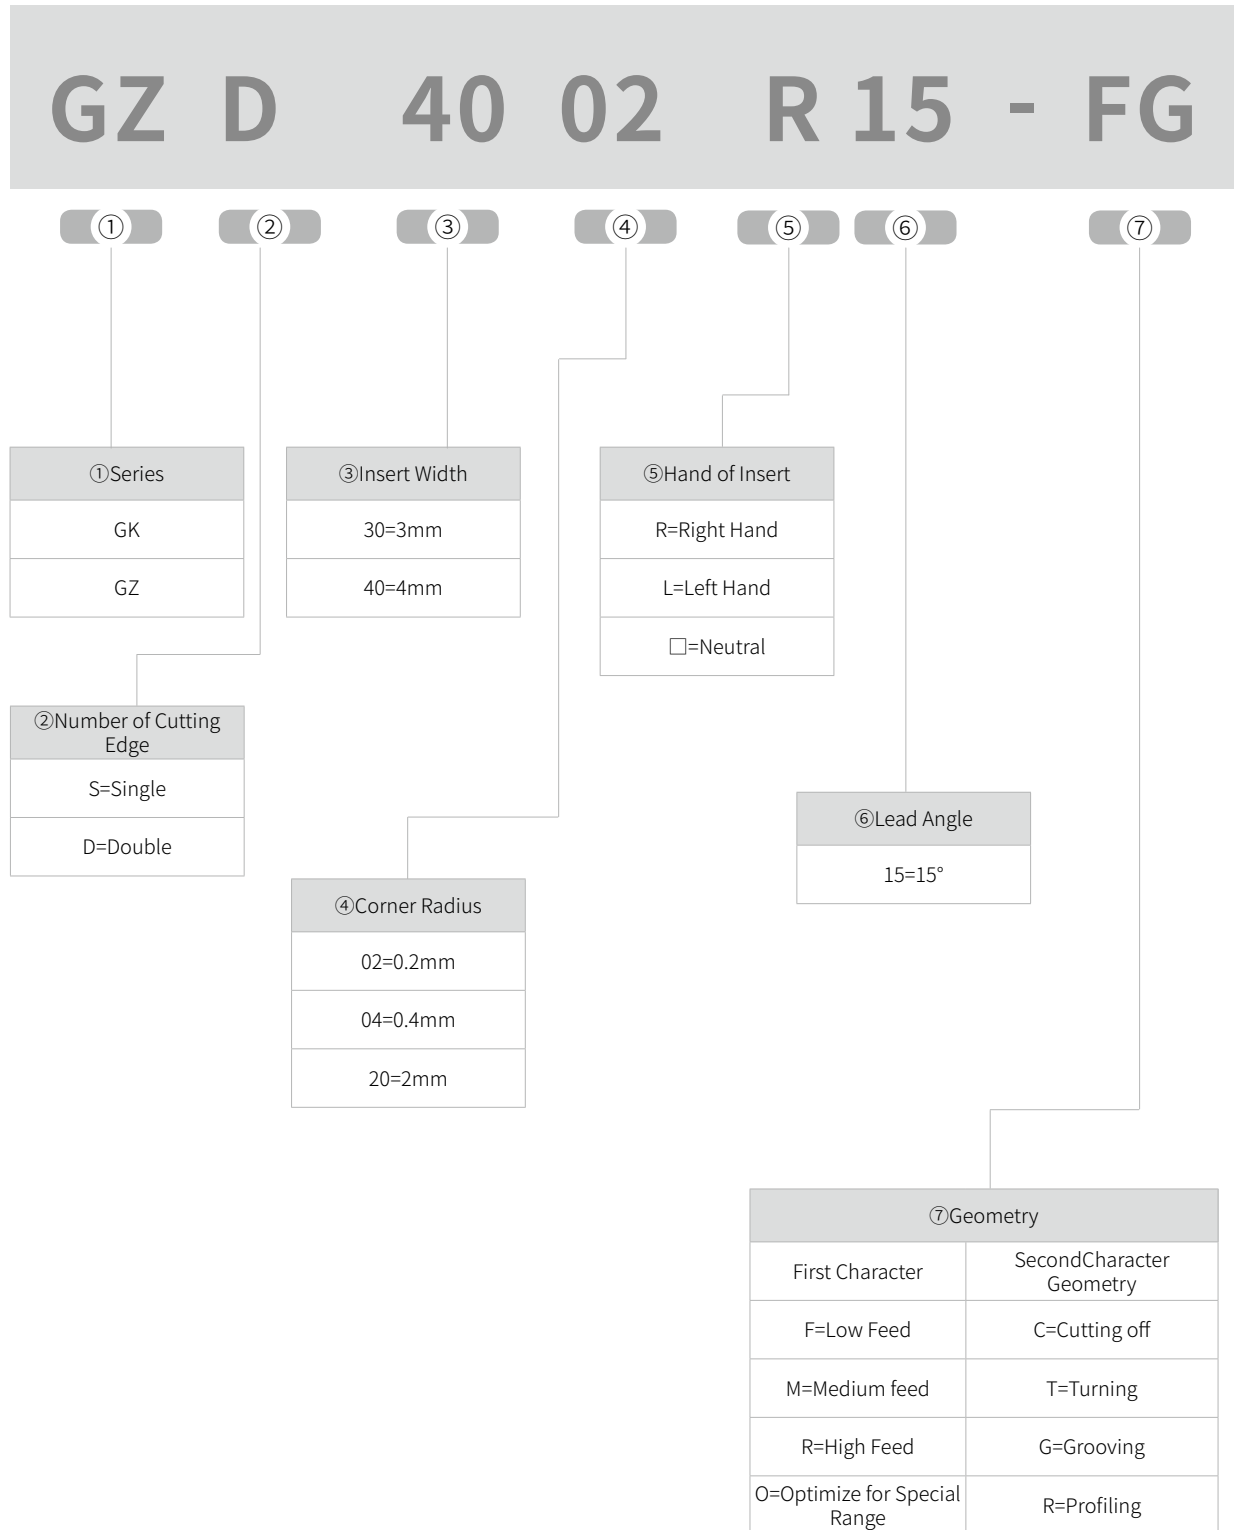 GZ D 40 02 R 15 - FG
① ② ③ ④ ⑤ ⑥ ⑦
①Series
GK
GZ
②Number of Cutting
Edge
S=Single
D=Double
③Insert Width
30=3mm
40=4mm
④Corner Radius
02=0.2mm
04=0.4mm
20=2mm
⑤Hand of Insert
R=Right Hand
L=Left Hand
□=Neutral
⑥Lead Angle
15=15°
⑦Geometry
First Character
SecondCharacter
Geometry
F=Low Feed
C=Cutting off
M=Medium feed
T=Turning
R=High Feed
G=Grooving
O=Optimize for Special
Range
R=Profiling